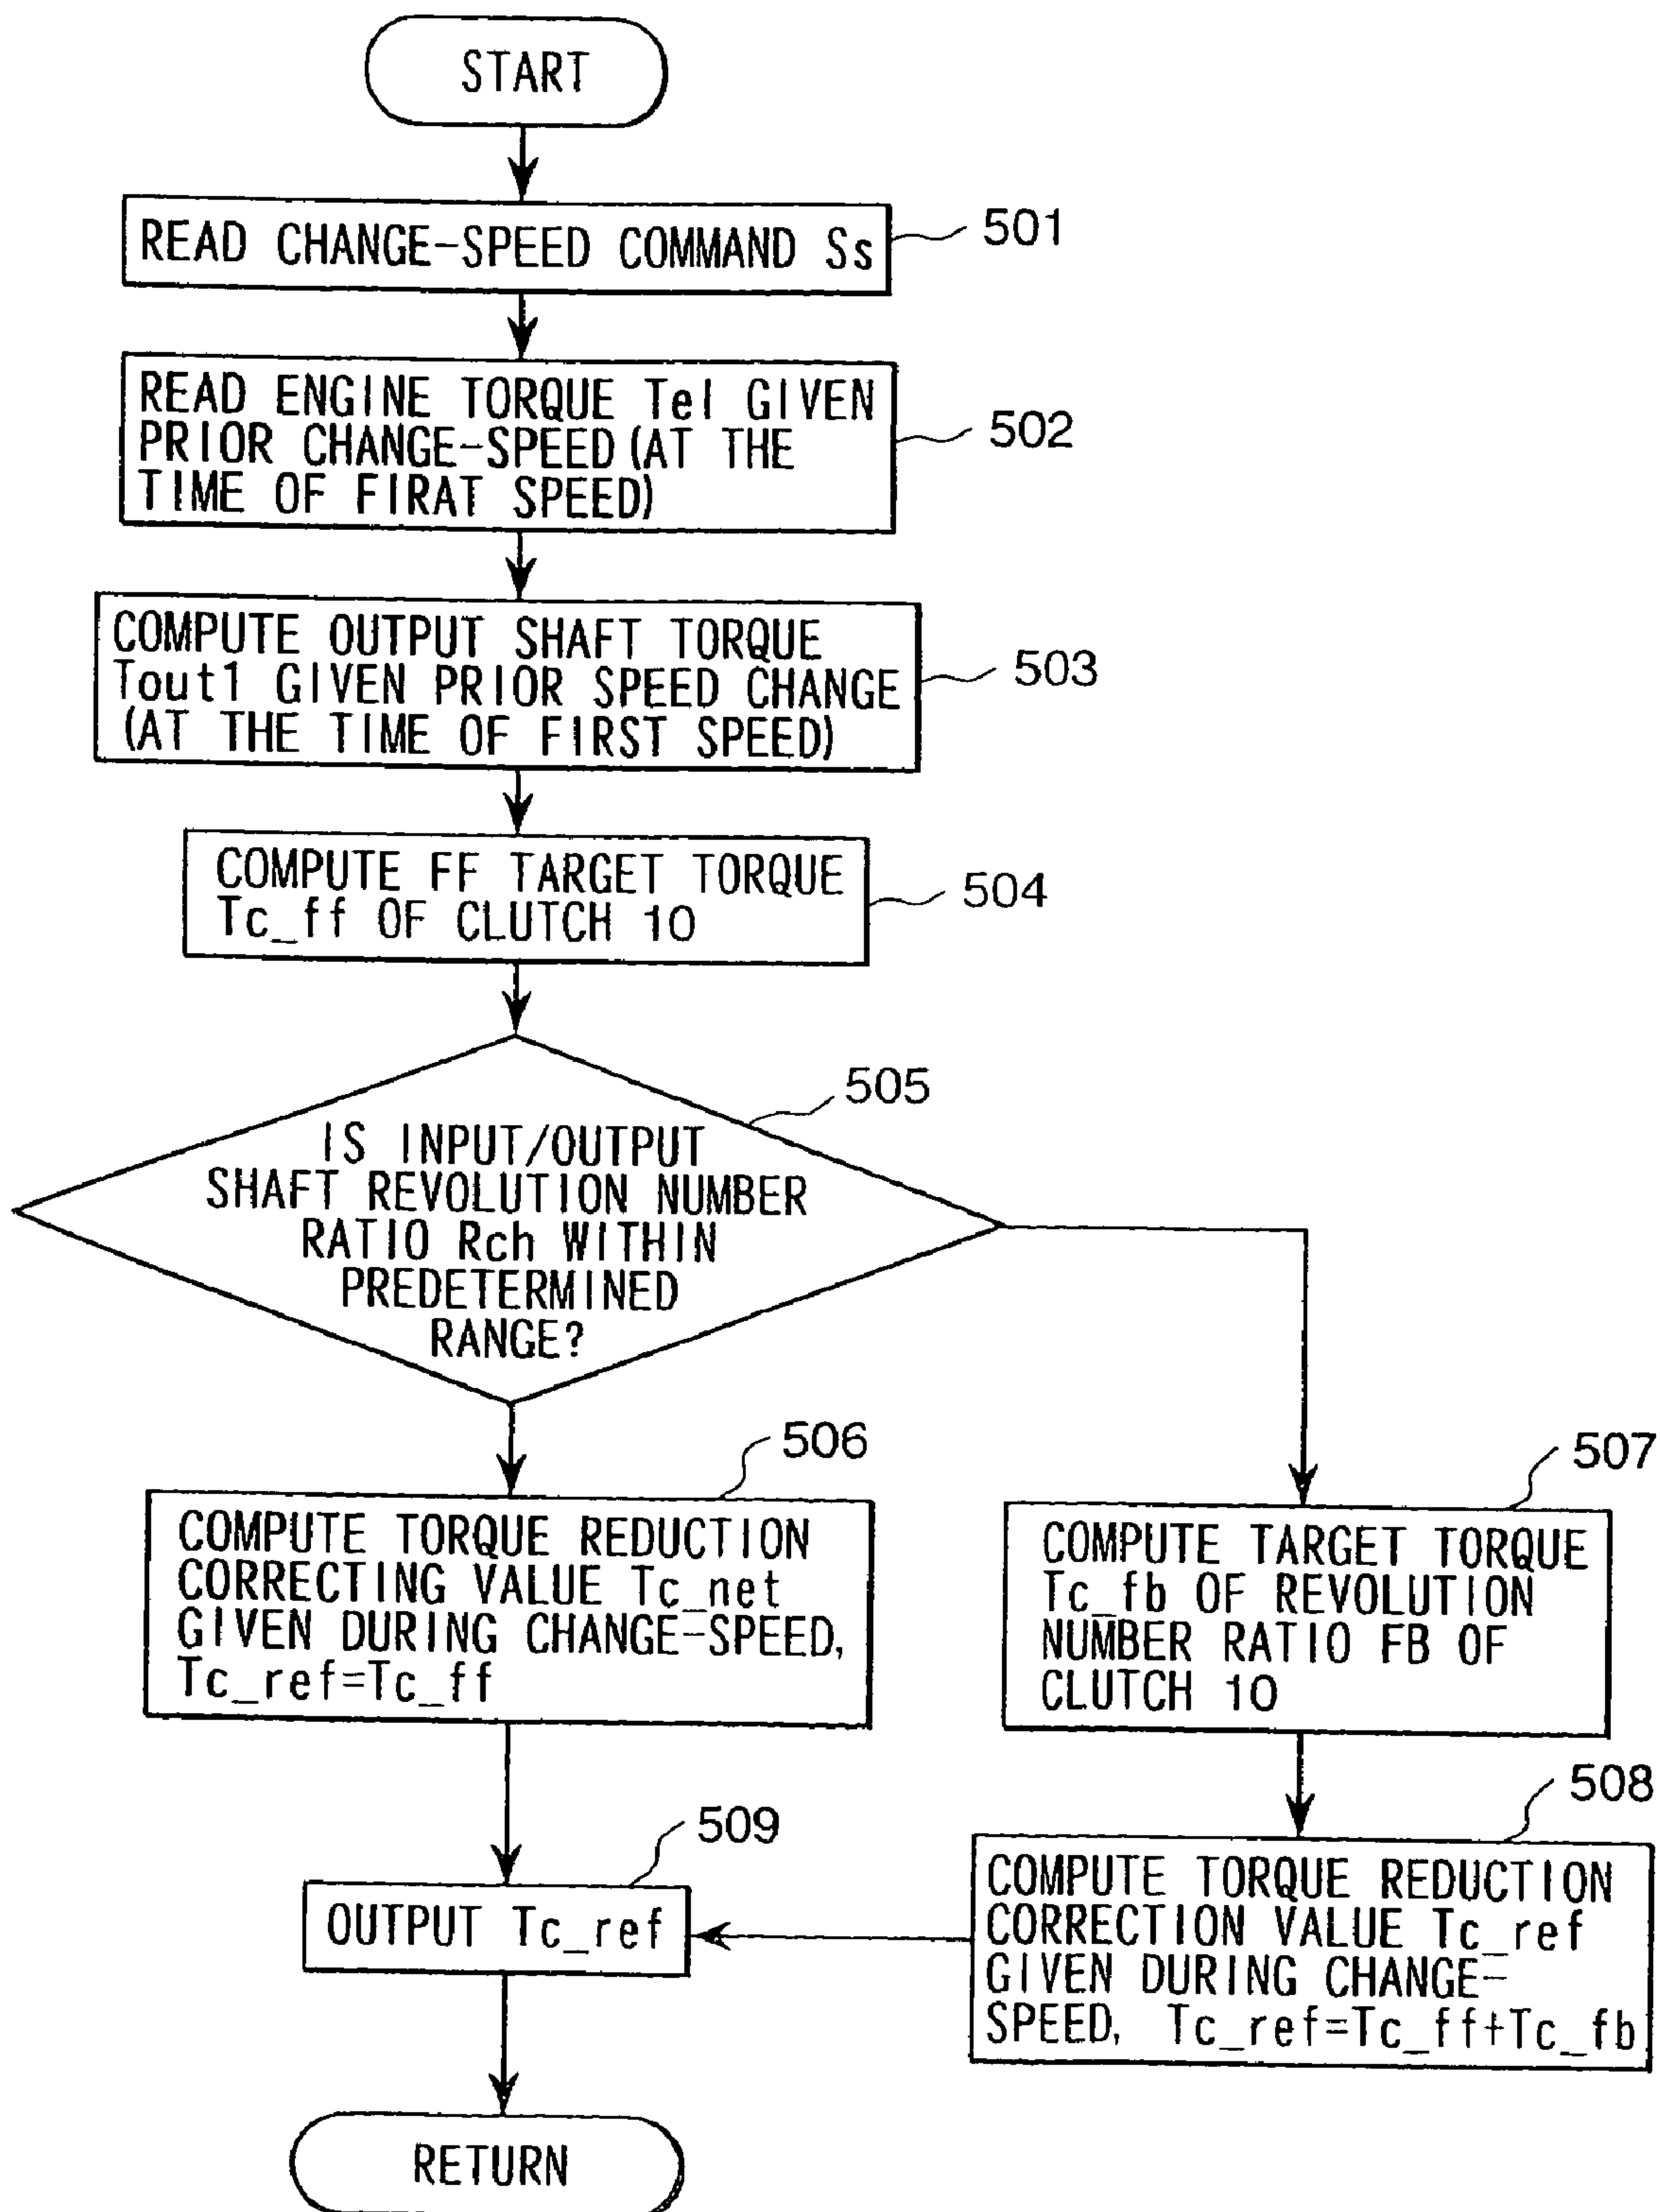 START
READ CHANGE-SPEED COMMAND Ss
501
READ ENGINE TORQUE Tel GIVEN
PRIOR CHANGE-SPEED (AT THE
TIME OF FIRAT SPEED)
502
COMPUTE OUTPUT SHAFT TORQUE
Tout1 GIVEN PRIOR SPEED CHANGE
(AT THE TIME OF FIRST SPEED)
503
COMPUTE FF TARGET TORQUE
Tc_ff OF CLUTCH 10
504
505
IS INPUT/OUTPUT
SHAFT REVOLUTION NUMBER
RATIO Rch WITHIN
PREDETERMINED
RANGE?
506
COMPUTE TORQUE REDUCTION
CORRECTING VALUE Tc_net
GIVEN DURING CHANGE-SPEED,
Tc_ref=Tc_ff
507
COMPUTE TARGET TORQUE
Tc_fb OF REVOLUTION
NUMBER RATIO FB OF
CLUTCH 10
508
COMPUTE TORQUE REDUCTION
CORRECTION VALUE Tc_ref
GIVEN DURING CHANGE-
SPEED, Tc_ref=Tc_ff+Tc_fb
509
OUTPUT Tc_ref
RETURN